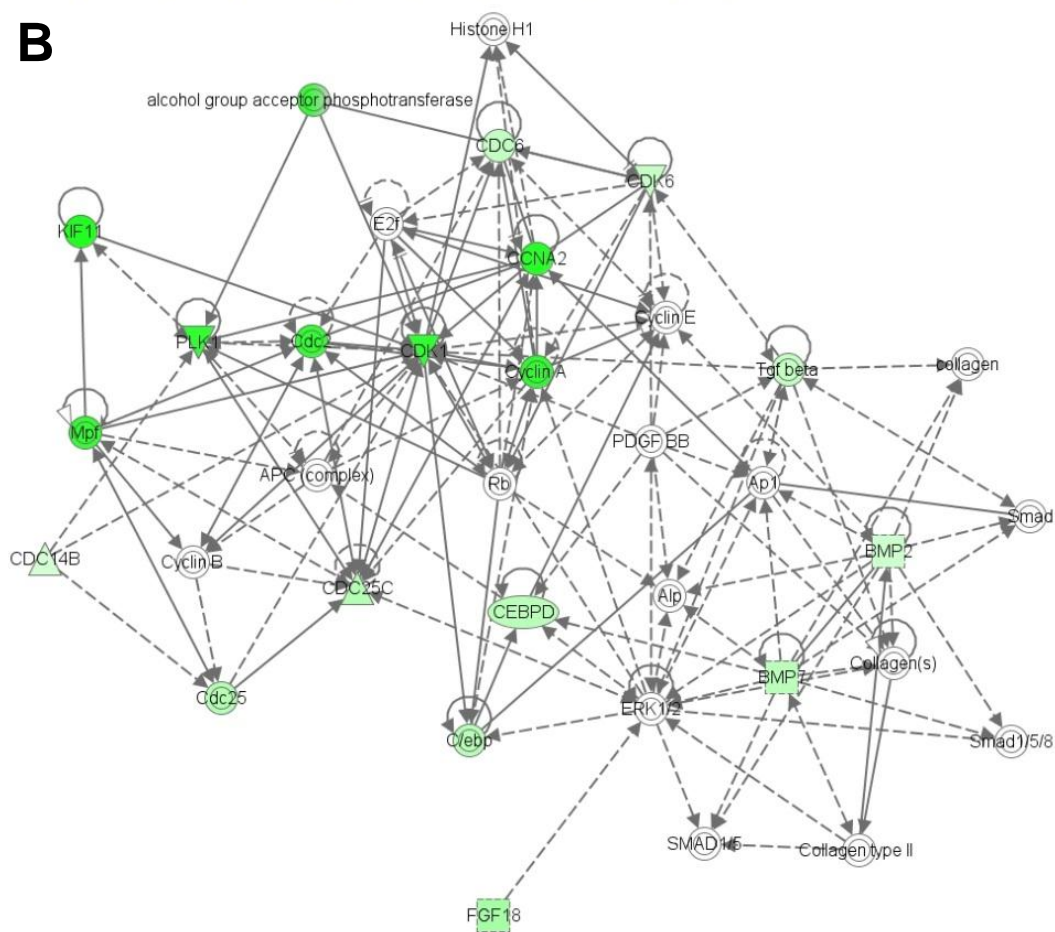 B
Histone H1
alcohol group acceptor phosphotransferase
CDC6
CDK6
KIF11
E2f
CCNA2
Cyclin E
PLK1
Cdc2
CDK1
Cyclin A
Tgf beta
collagen
Mpf
PDGF BB
APC (complex)
Rb
Ap1
Smad
CDC14B
Cyclin B
BMP2
CDC25C
CEBPD
Alp
Collagen(s)
BMP7
Cdc25
ERK1/2
C/ebp
Smad1/5/8
SMAD1/5
Collagen type II
FGF18